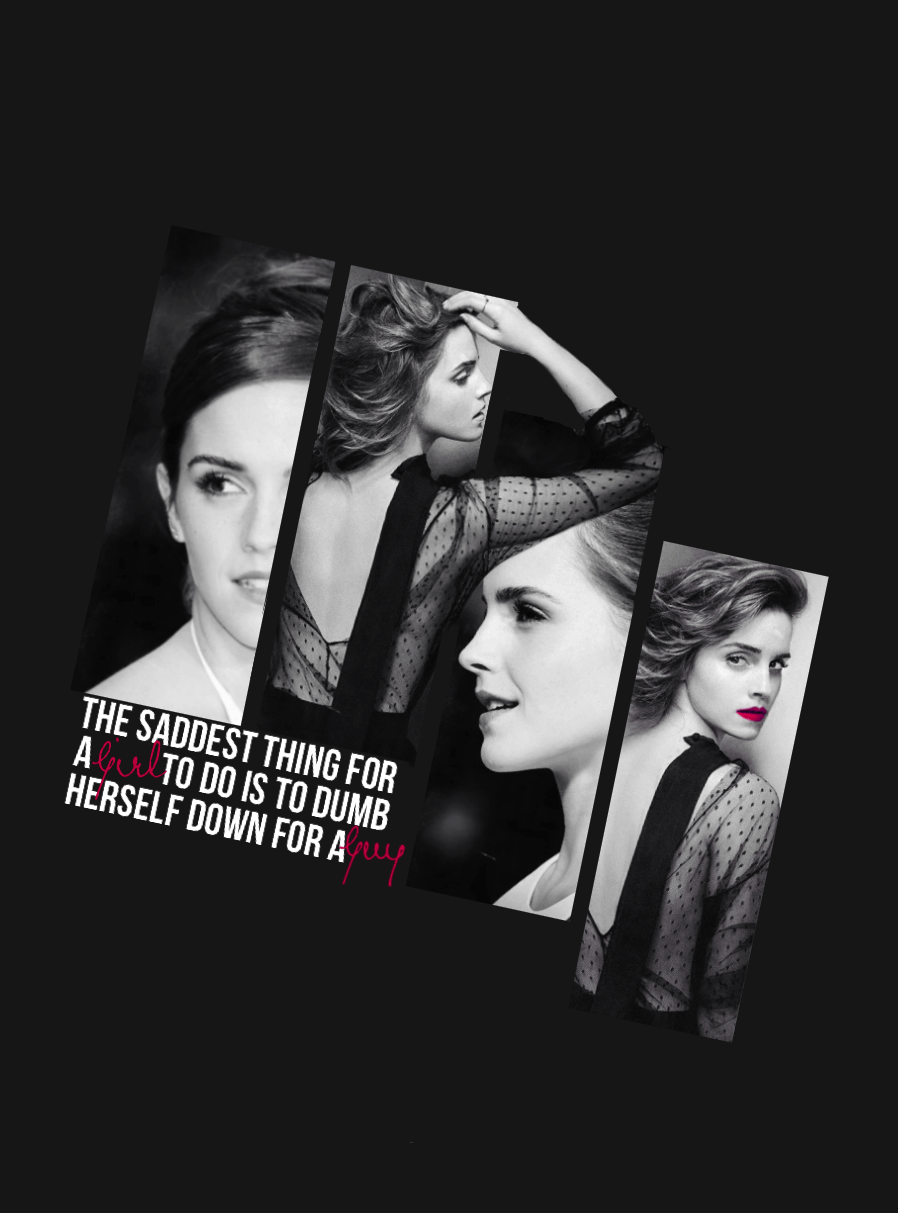 THE SADDEST THING FOR
A girl TO DO IS TO DUMB
HERSELF DOWN FOR A guy